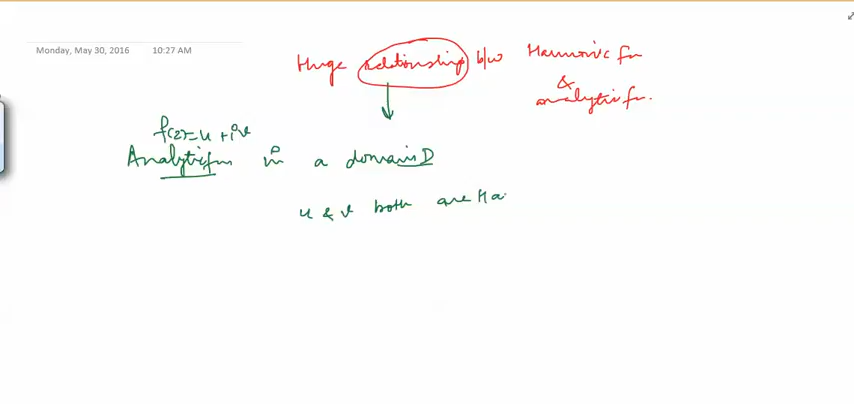 Monday, May 30, 2016 10:27 AM
Huge relationship b/w Harmonic fn
&
analytic fn.
f(z)=u+iv
Analytic fn in a domain D
u & v both are Ha